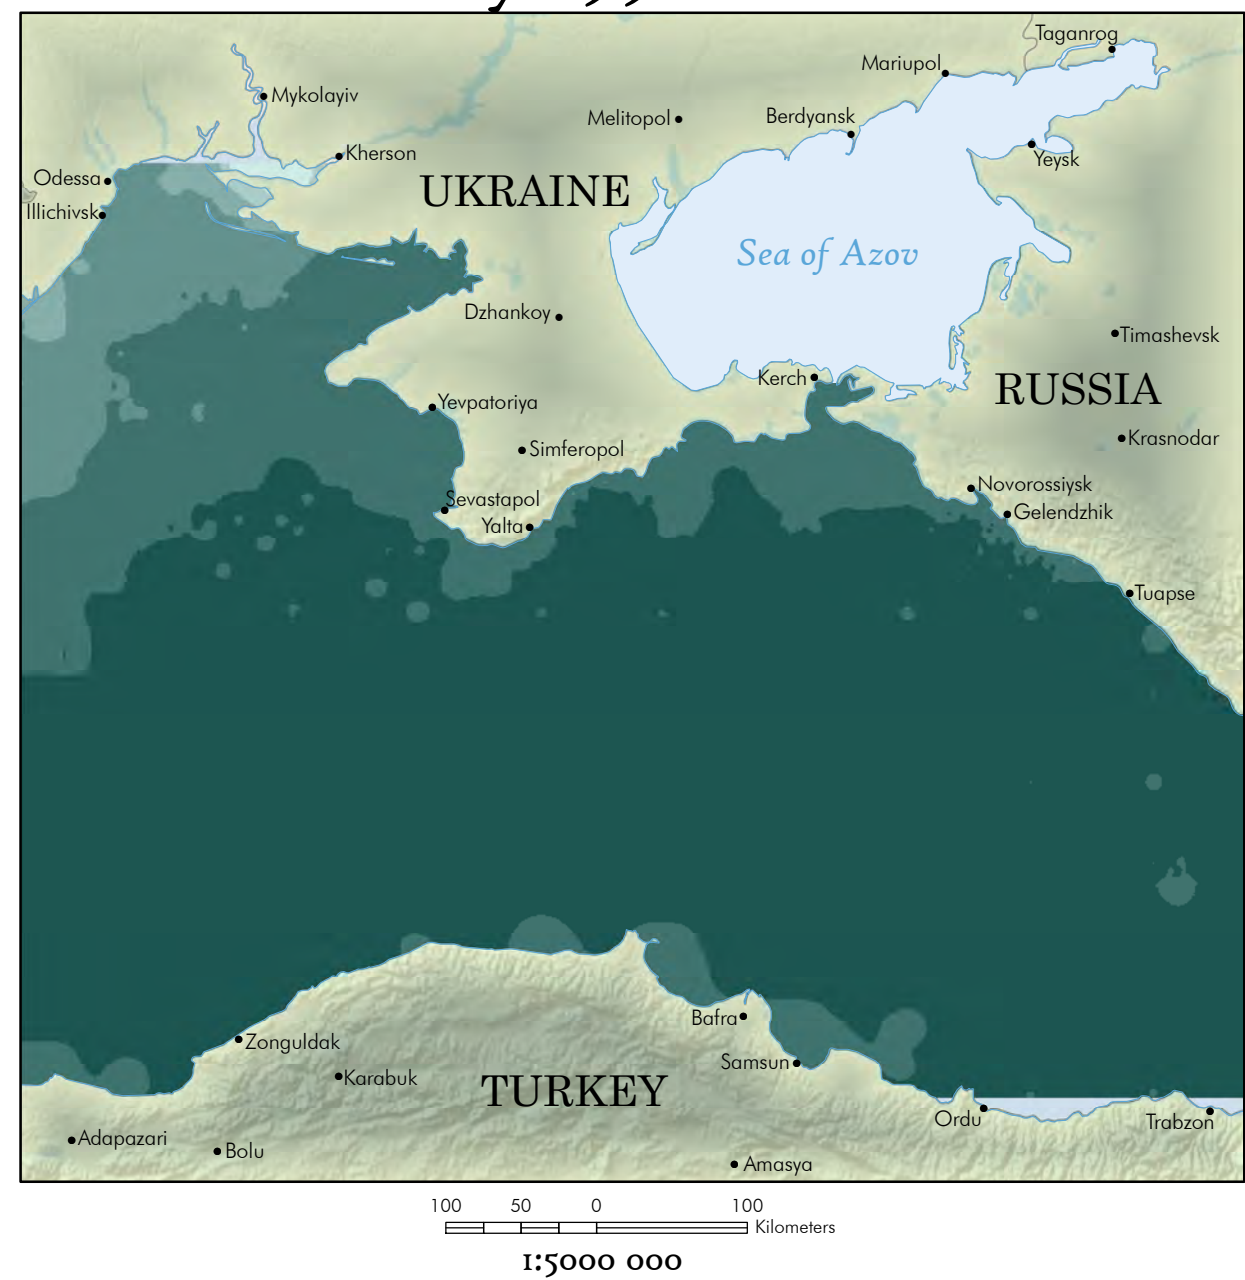 Taganrog
Mariupol
Mykolayiv
Melitopol
Berdyansk
Kherson
Yeysk
Odessa
UKRAINE
Illichivsk
Sea of Azov
Dzhankoy
Timashevsk
Kerch
RUSSIA
Yevpatoriya
Krasnodar
Simferopol
Novorossiysk
Sevastapol
Gelendzhik
Yalta
Tuapse
Bafra
Zonguldak
Samsun
Karabuk
TURKEY
Ordu
Trabzon
Adapazari
Bolu
Amasya
100 50 0 100
Kilometers
1:5000 000